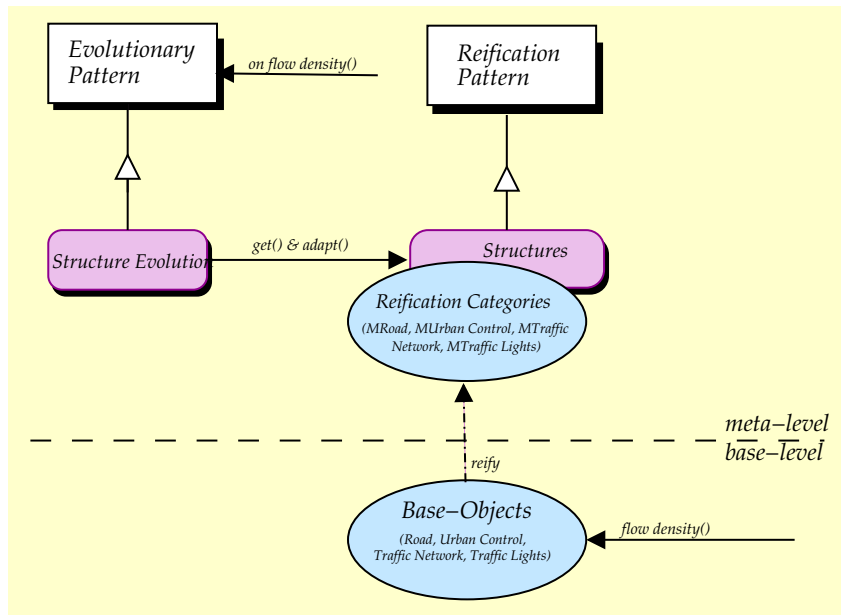 Evolutionary
Pattern
on flow density()
Reification
Pattern
Structure Evolution
get() & adapt()
Structures
Reification Categories
(MRoad, MUrban Control, MTraffic
Network, MTraffic Lights)
meta−level
base−level
reify
Base−Objects
(Road, Urban Control,
Traffic Network, Traffic Lights)
flow density()